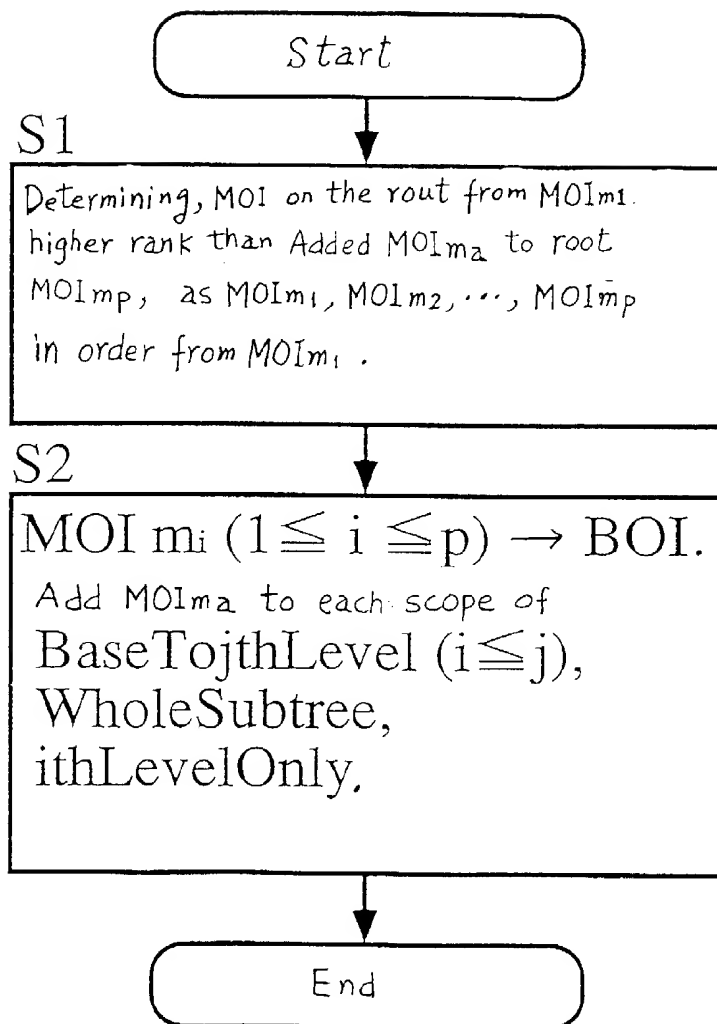 Start
S1
Determining, MOI on the rout from MOIm1.
higher rank than Added MOIma to root
MOImp, as MOIm1, MOIm2, ..., MOImp
in order from MOIm1.
S2
MOI mi (1≦ i ≦p) → BOI.
Add MOIma to each scope of
BaseTojthLevel (i≦j),
WholeSubtree,
ithLevelOnly.
End